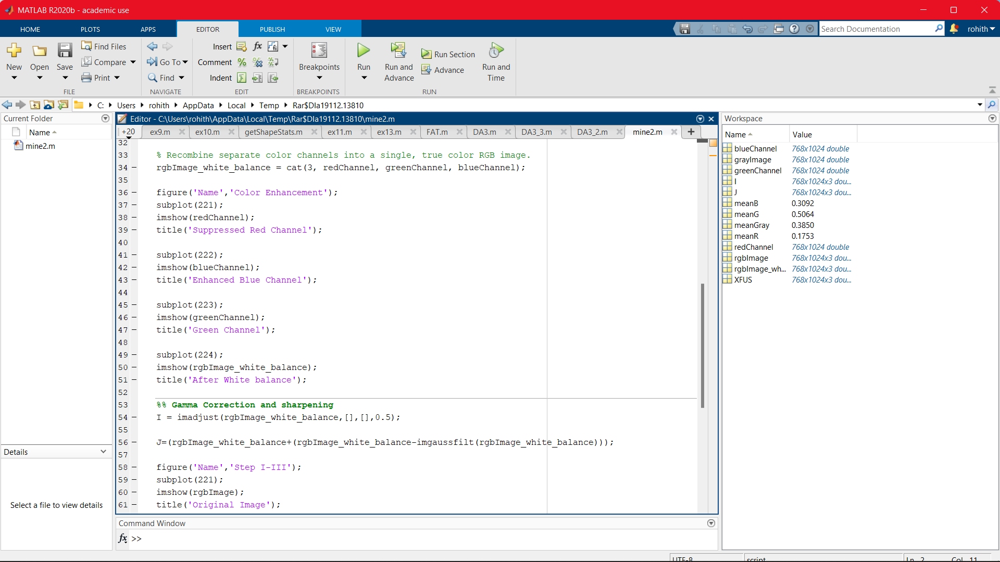 MATLAB R2020b - academic use
HOME PLOTS APPS EDITOR PUBLISH VIEW
Search Documentation
rohith
New Open Save
Find Files
Compare
Print
FILE
Go To
Find
NAVIGATE
Insert
Comment
Indent
EDIT
Breakpoints
BREAKPOINTS
Run
Run and Advance
Run Section
Advance
Run and Time
RUN
C: Users rohith AppData Local Temp Rar$DIa19112.13810
Current Folder
Name
mine2.m
Details
Select a file to view details
Editor - C:\Users\rohith\AppData\Local\Temp\Rar$DIa19112.13810\mine2.m
+20 ex9.m ex10.m getShapeStats.m ex11.m ex13.m FAT.m DA3.m DA3_3.m DA3_2.m mine2.m
32
33 % Recombine separate color channels into a single, true color RGB image.
34 rgbImage_white_balance = cat(3, redChannel, greenChannel, blueChannel);
35
36 figure('Name','Color Enhancement');
37 subplot(221);
38 imshow(redChannel);
39 title('Suppressed Red Channel');
40
41 subplot(222);
42 imshow(blueChannel);
43 title('Enhanced Blue Channel');
44
45 subplot(223);
46 imshow(greenChannel);
47 title('Green Channel');
48
49 subplot(224);
50 imshow(rgbImage_white_balance);
51 title('After White balance');
52
53 %% Gamma Correction and sharpening
54 I = imadjust(rgbImage_white_balance,[],[],0.5);
55
56 J=(rgbImage_white_balance+(rgbImage_white_balance-imgaussfilt(rgbImage_white_balance)));
57
58 figure('Name','Step I-III');
59 subplot(221);
60 imshow(rgbImage);
61 title('Original Image');
Command Window
fx >>
Workspace
Name Value
blueChannel 768x1024 double
grayImage 768x1024 double
greenChannel 768x1024 double
I 768x1024x3 dou...
J 768x1024x3 dou...
meanB 0.3092
meanG 0.5064
meanGray 0.3850
meanR 0.1753
redChannel 768x1024 double
rgbImage 768x1024x3 dou...
rgbImage_wh... 768x1024x3 dou...
XFUS 768x1024x3 dou...
UTF-8 script Ln 2 Col 11